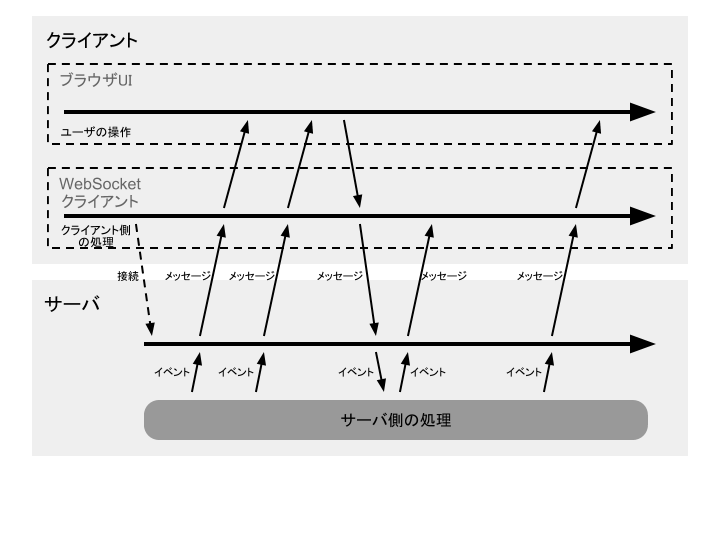 クライアント
ブラウザUI
ユーザの操作
WebSocket
クライアント
クライアント側
の処理
接続
メッセージ
メッセージ
メッセージ
メッセージ
メッセージ
サーバ
イベント
イベント
イベント
イベント
イベント
サーバ側の処理